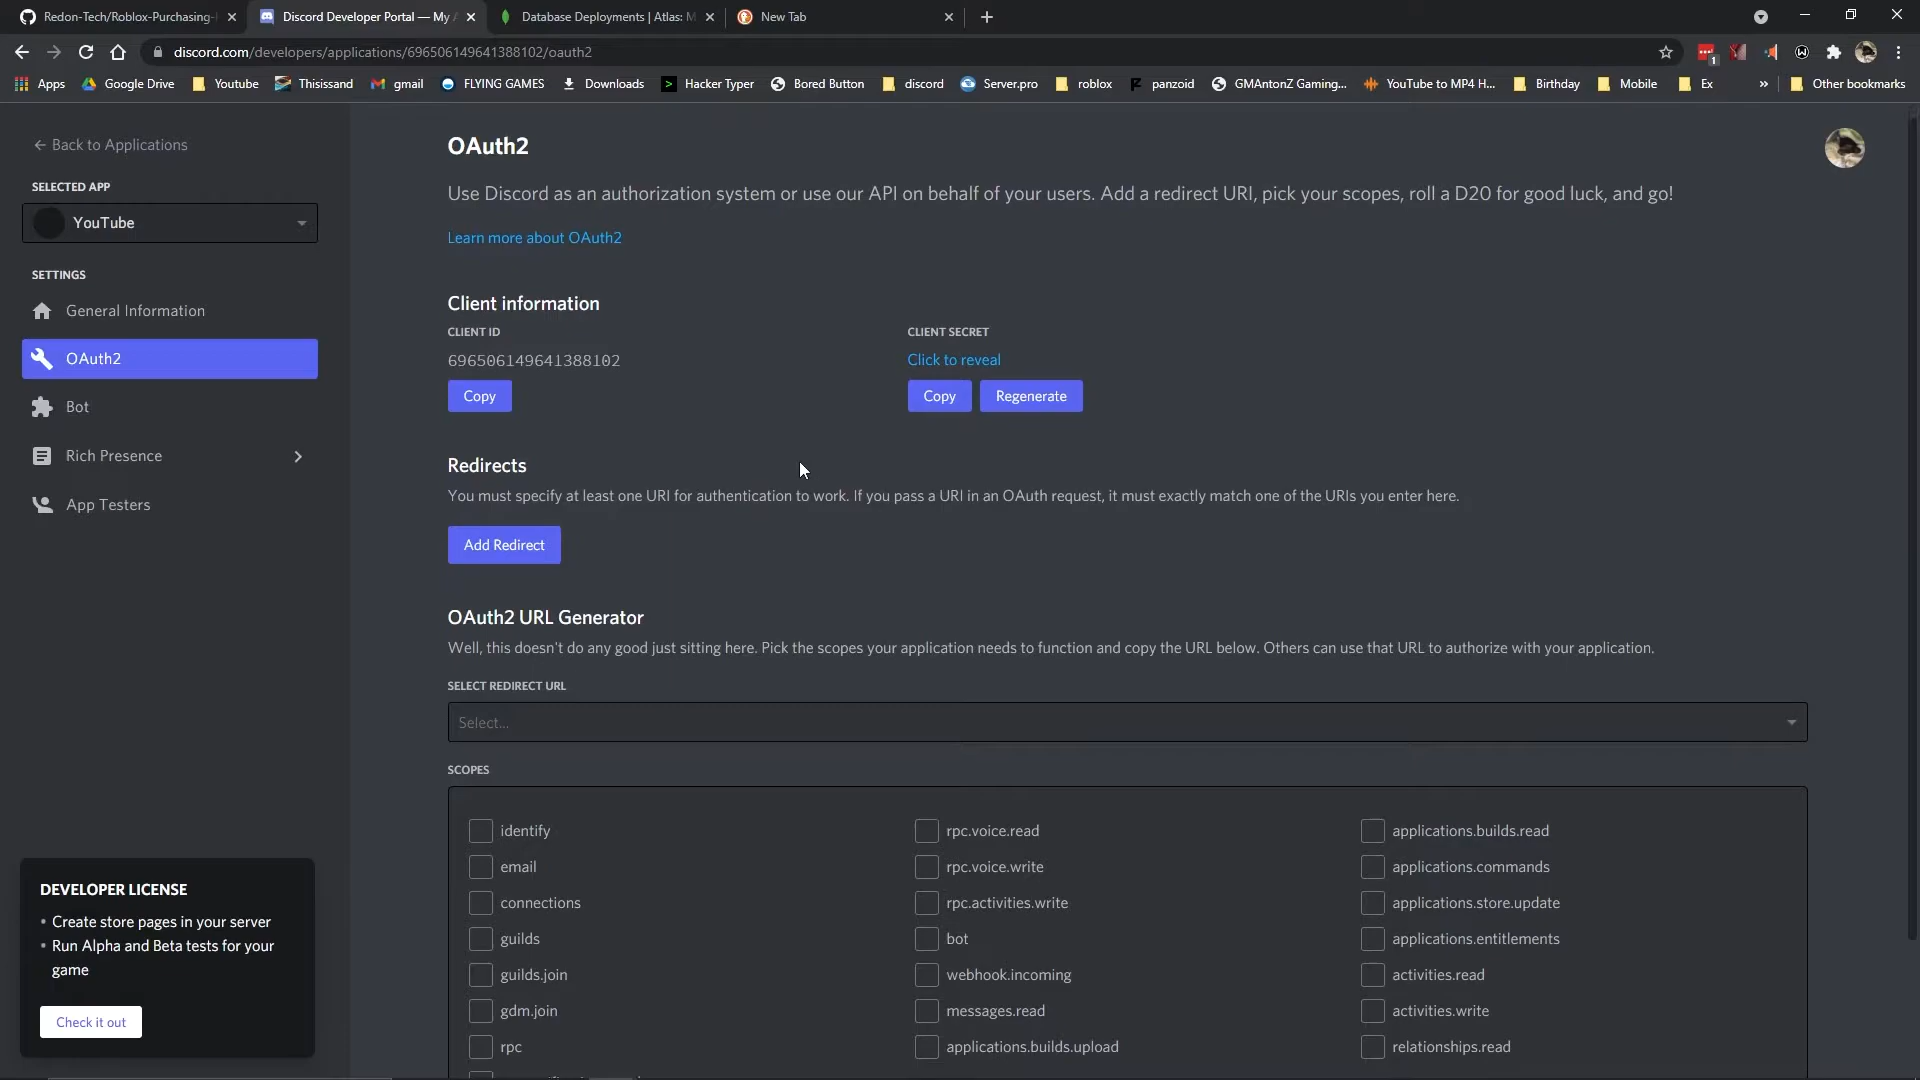 Redon-Tech/Roblox-Purchasing-
Discord Developer Portal — My A
Database Deployments | Atlas: M
New Tab
discord.com/developers/applications/696506149641388102/oauth2
1
Apps
Google Drive
Youtube
Thisissand
gmail
FLYING GAMES
Downloads
Hacker Typer
Bored Button
discord
Server.pro
roblox
panzoid
GMAntonZ Gaming...
YouTube to MP4 H...
Birthday
Mobile
Ex
»
Other bookmarks
← Back to Applications
SELECTED APP
YouTube
SETTINGS
General Information
OAuth2
Bot
Rich Presence
App Testers
DEVELOPER LICENSE
• Create store pages in your server
• Run Alpha and Beta tests for your
game
Check it out
OAuth2
Use Discord as an authorization system or use our API on behalf of your users. Add a redirect URI, pick your scopes, roll a D20 for good luck, and go!
Learn more about OAuth2
Client information
CLIENT ID
696506149641388102
Copy
CLIENT SECRET
Click to reveal
Copy
Regenerate
Redirects
You must specify at least one URI for authentication to work. If you pass a URI in an OAuth request, it must exactly match one of the URIs you enter here.
Add Redirect
OAuth2 URL Generator
Well, this doesn't do any good just sitting here. Pick the scopes your application needs to function and copy the URL below. Others can use that URL to authorize with your application.
SELECT REDIRECT URL
Select...
SCOPES
identify
email
connections
guilds
guilds.join
gdm.join
rpc
rpc.voice.read
rpc.voice.write
rpc.activities.write
bot
webhook.incoming
messages.read
applications.builds.upload
applications.builds.read
applications.commands
applications.store.update
applications.entitlements
activities.read
activities.write
relationships.read